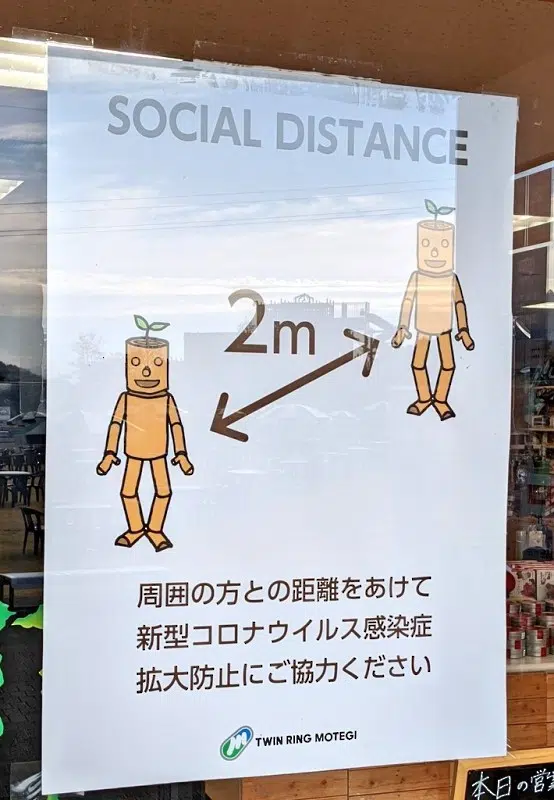 SOCIAL DISTANCE
2m
周囲の方との距離をあけて
新型コロナウイルス感染症
拡大防止にご協力ください
TWIN RING MOTEGI
本日の営